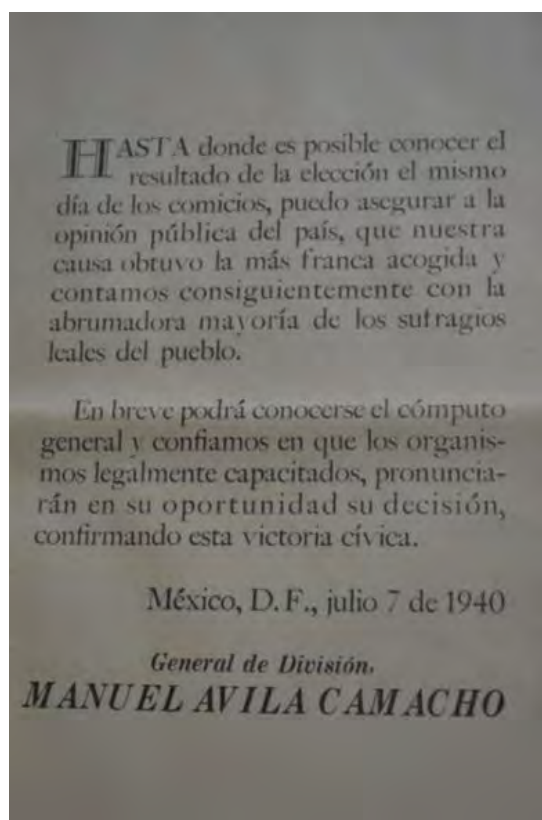 HASTA donde es posible conocer el
resultado de la elección el mismo
día de los comicios, puedo asegurar a la
opinión pública del país, que nuestra
causa obtuvo la más franca acogida y
contamos consiguientemente con la
abrumadora mayoría de los sufragios
leales del pueblo.
En breve podrá conocerse el cómputo
general y confiamos en que los organis-
mos legalmente capacitados, pronuncia-
rán en su oportunidad su decisión,
confirmando esta victoria cívica.
México, D. F., julio 7 de 1940
General de División.
MANUEL AVILA CAMACHO